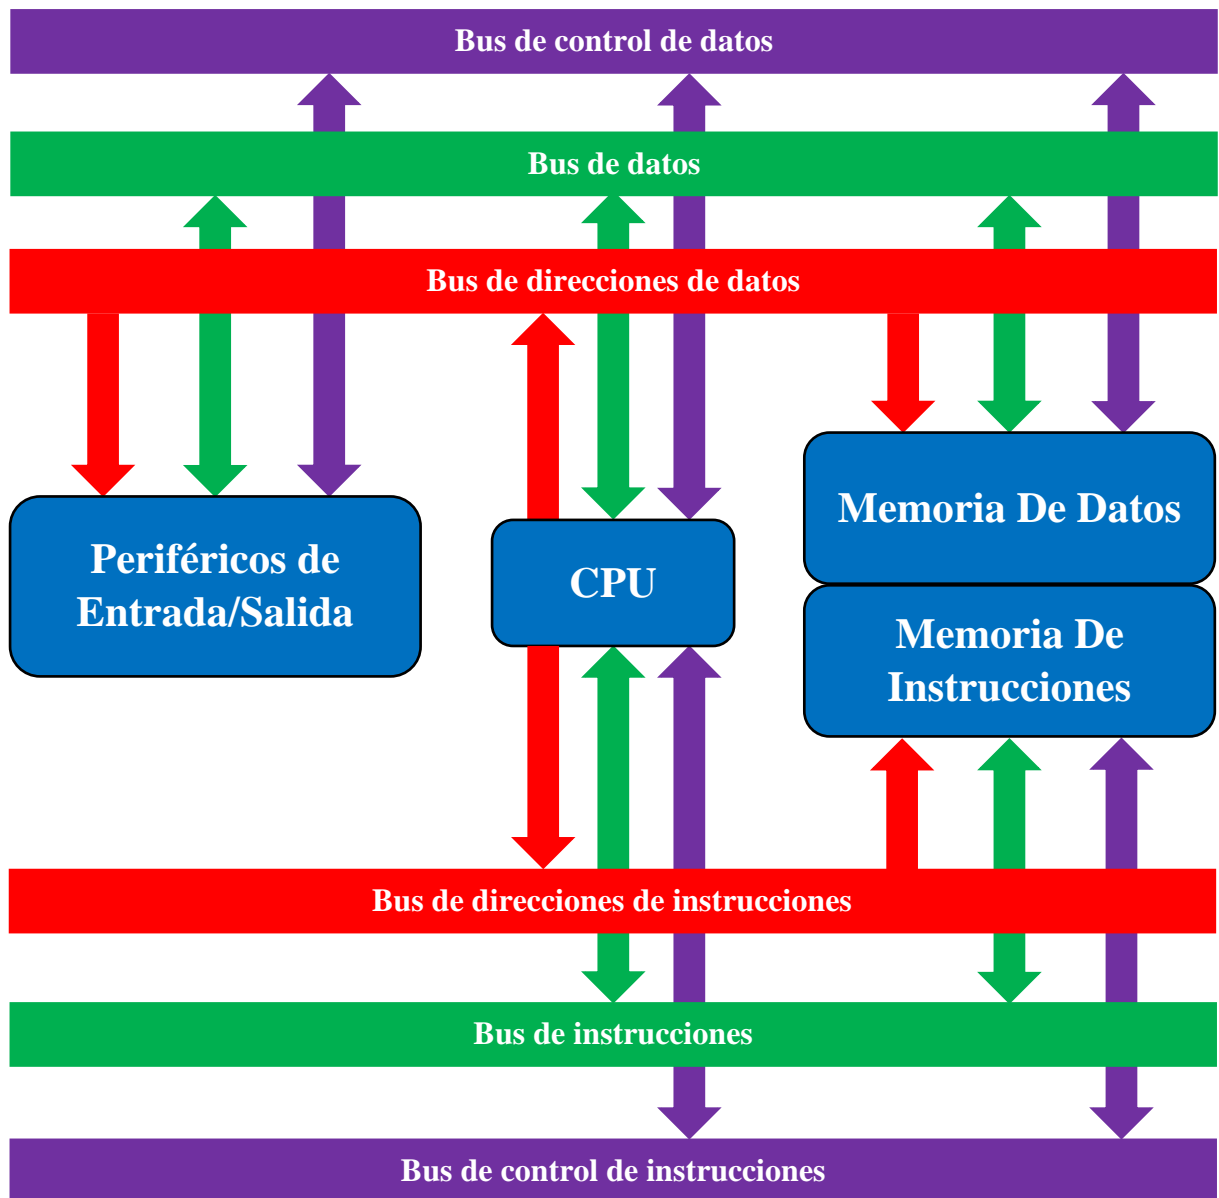 Bus de control de datos
Bus de datos
Bus de direcciones de datos
Periféricos de
Entrada/Salida
CPU
Memoria De Datos
Memoria De
Instrucciones
Bus de direcciones de instrucciones
Bus de instrucciones
Bus de control de instrucciones